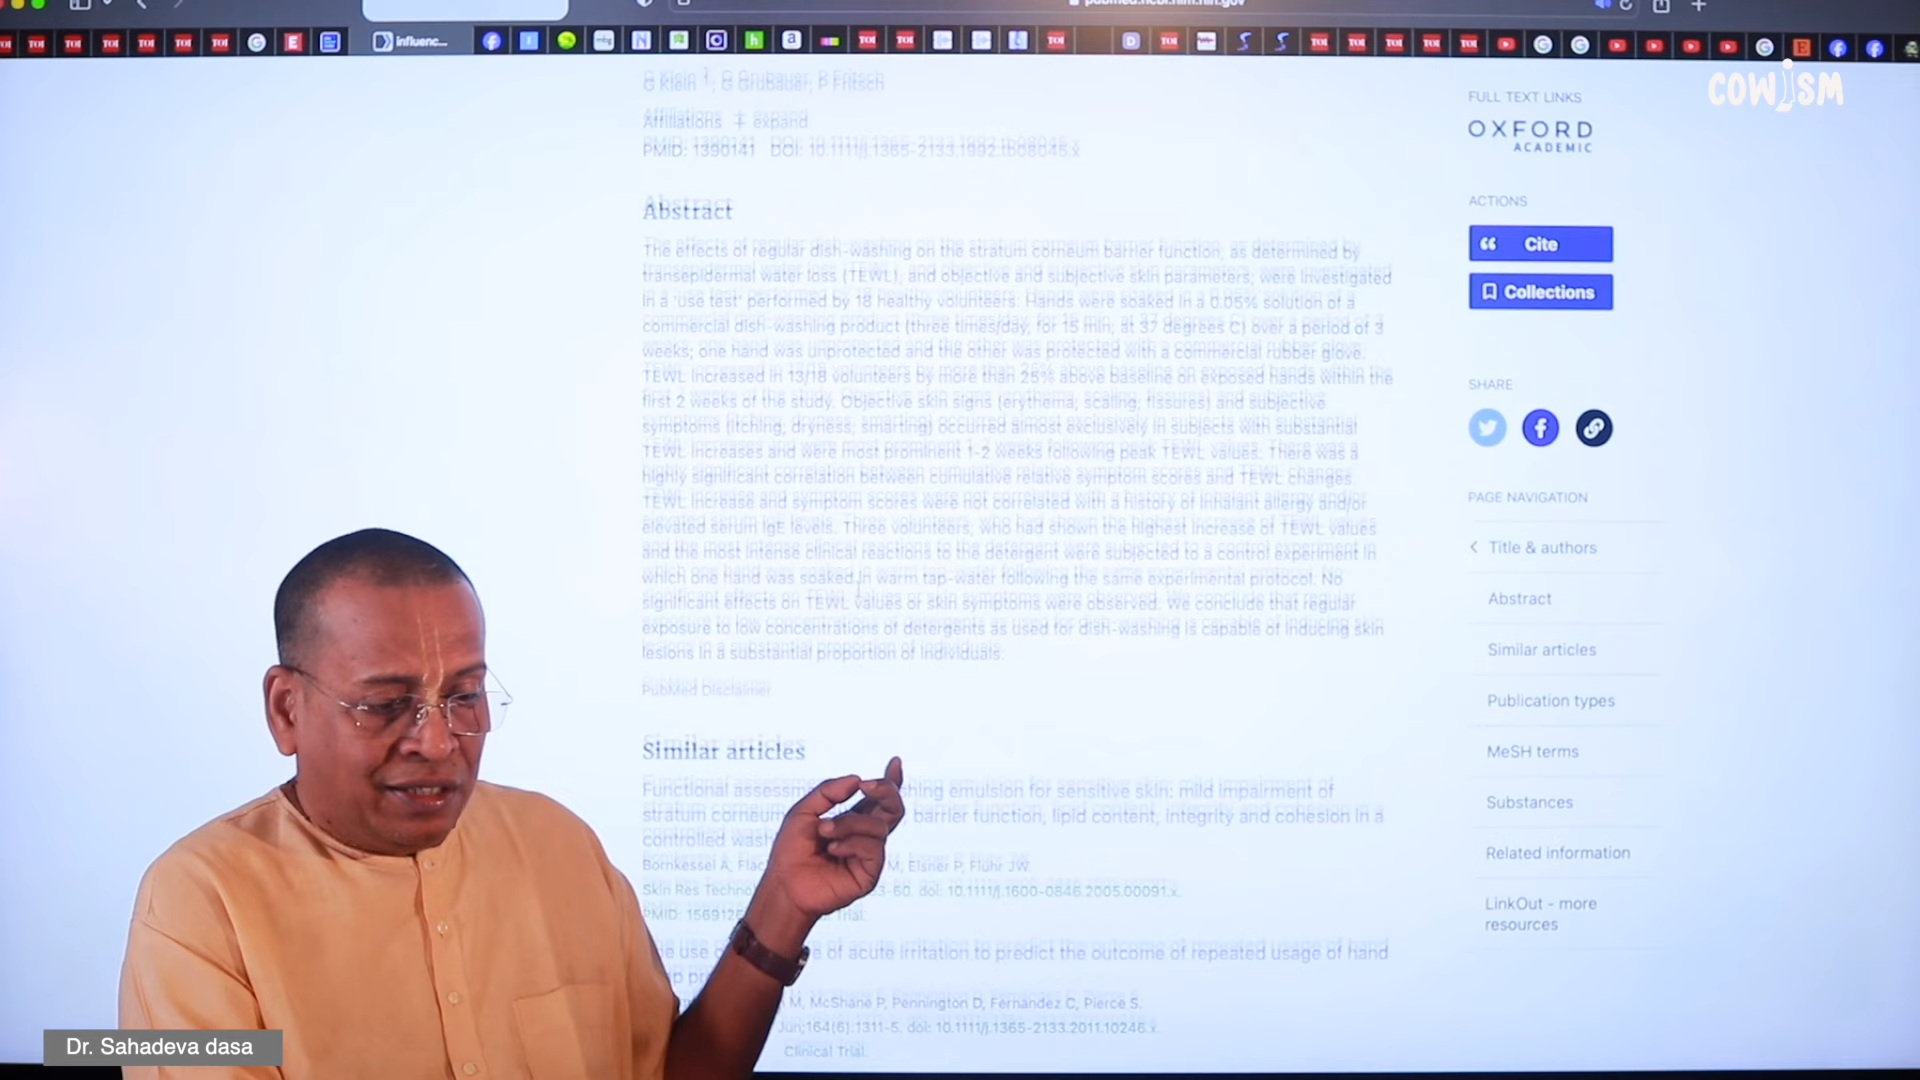 pubmed.ncbi.nlm.nih.gov
influenc...
COWISM
G Klein 1, G Grubauer, P Fritsch
Affiliations + expand
PMID: 1390141 DOI: 10.1111/j.1365-2133.1992.tb08045.x
Abstract
The effects of regular dish-washing on the stratum corneum barrier function, as determined by
transepidermal water loss (TEWL), and objective and subjective skin parameters, were investigated
in a 'use test' performed by 18 healthy volunteers. Hands were soaked in a 0.05% solution of a
commercial dish-washing product (three times/day, for 15 min, at 37 degrees C) over a period of 3
weeks; one hand was unprotected and the other was protected with a commercial rubber glove.
TEWL increased in 13/18 volunteers by more than 25% above baseline on exposed hands within the
first 2 weeks of the study. Objective skin signs (erythema, scaling, fissures) and subjective
symptoms (itching, dryness, smarting) occurred almost exclusively in subjects with substantial
TEWL increases and were most prominent 1-2 weeks following peak TEWL values. There was a
highly significant correlation between cumulative relative symptom scores and TEWL changes.
TEWL increase and symptom scores were not correlated with a history of inhalant allergy and/or
elevated serum IgE levels. Three volunteers, who had shown the highest increase of TEWL values
and the most intense clinical reactions to the detergent were subjected to a control experiment in
which one hand was soaked in warm tap-water following the same experimental protocol. No
significant effects on TEWL values or skin symptoms were observed. We conclude that regular
exposure to low concentrations of detergents as used for dish-washing is capable of inducing skin
lesions in a substantial proportion of individuals.
PubMed Disclaimer
Similar articles
Functional shing emulsion for sensitive skin: mild impairment of
stratum corneum barrier function, lipid content, integrity and cohesion in a
controlled
Bornkessel A, M, Elsner P, Fluhr JW.
Skin Res 53-60. doi: 10.1111/j.1600-0846.2005.00091.x.
PMID: Trial.
use of acute irritation to predict the outcome of repeated usage of hand
M, McShane P, Pennington D, Fernandez C, Pierce S.
Jun;164(6):1311-5. doi: 10.1111/j.1365-2133.2011.10246.x.
Clinical Trial.
FULL TEXT LINKS
OXFORD
ACADEMIC
ACTIONS
Cite
Collections
SHARE
PAGE NAVIGATION
Title & authors
Abstract
Similar articles
Publication types
MeSH terms
Substances
Related information
LinkOut - more
resources
Dr. Sahadeva dasa